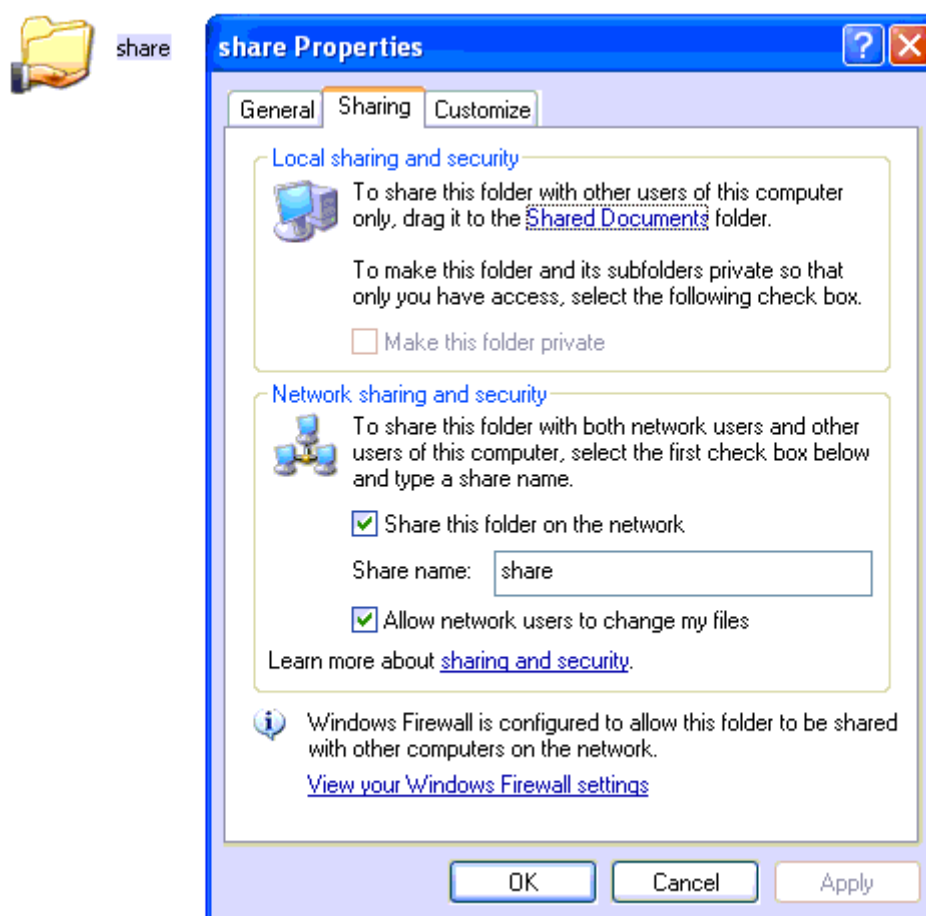 share
share Properties
General Sharing Customize
Local sharing and security
To share this folder with other users of this computer
only, drag it to the Shared Documents folder.
To make this folder and its subfolders private so that
only you have access, select the following check box.
Make this folder private
Network sharing and security
To share this folder with both network users and other
users of this computer, select the first check box below
and type a share name.
Share this folder on the network
Share name: share
Allow network users to change my files
Learn more about sharing and security.
Windows Firewall is configured to allow this folder to be shared
with other computers on the network.
View your Windows Firewall settings
OK Cancel Apply